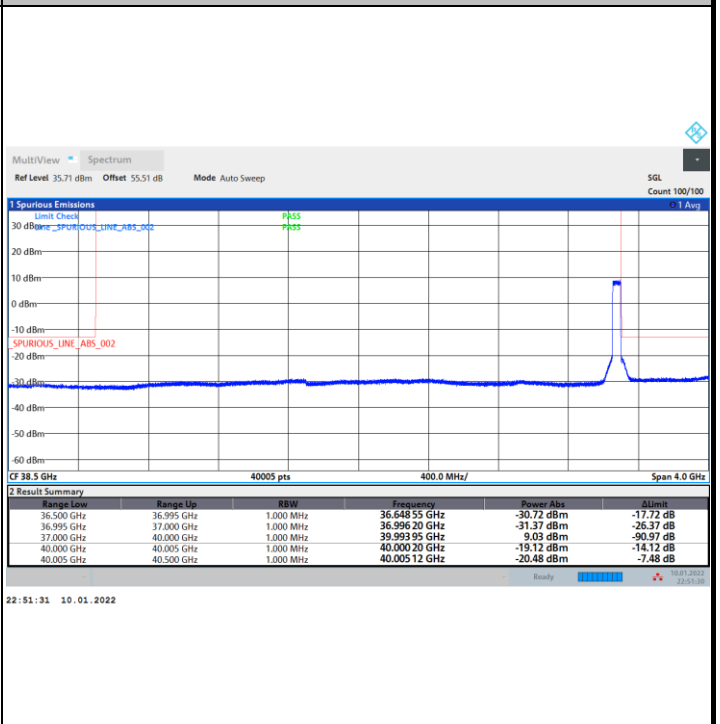 MultiView Spectrum
Ref Level 35.71 dBm Offset 55.51 dB Mode Auto Sweep SGL
Count 100/100
1 Spurious Emissions 1 Avg
Limit Check PASS
30 dBm Line _SPURIOUS_LINE_ABS_002 PASS
20 dBm
10 dBm
0 dBm
-10 dBm
_SPURIOUS_LINE_ABS_002
-20 dBm
-30 dBm
-40 dBm
-50 dBm
-60 dBm
CF 38.5 GHz 40005 pts 400.0 MHz/ Span 4.0 GHz
2 Result Summary
Range Low Range Up RBW Frequency Power Abs ΔLimit
36.500 GHz 36.995 GHz 1.000 MHz 36.648 55 GHz -30.72 dBm -17.72 dB
36.995 GHz 37.000 GHz 1.000 MHz 36.996 20 GHz -31.37 dBm -26.37 dB
37.000 GHz 40.000 GHz 1.000 MHz 39.993 95 GHz 9.03 dBm -90.97 dB
40.000 GHz 40.005 GHz 1.000 MHz 40.000 20 GHz -19.12 dBm -14.12 dB
40.005 GHz 40.500 GHz 1.000 MHz 40.005 12 GHz -20.48 dBm -7.48 dB
Ready 10.01.2022
22:51:30
22:51:31 10.01.2022